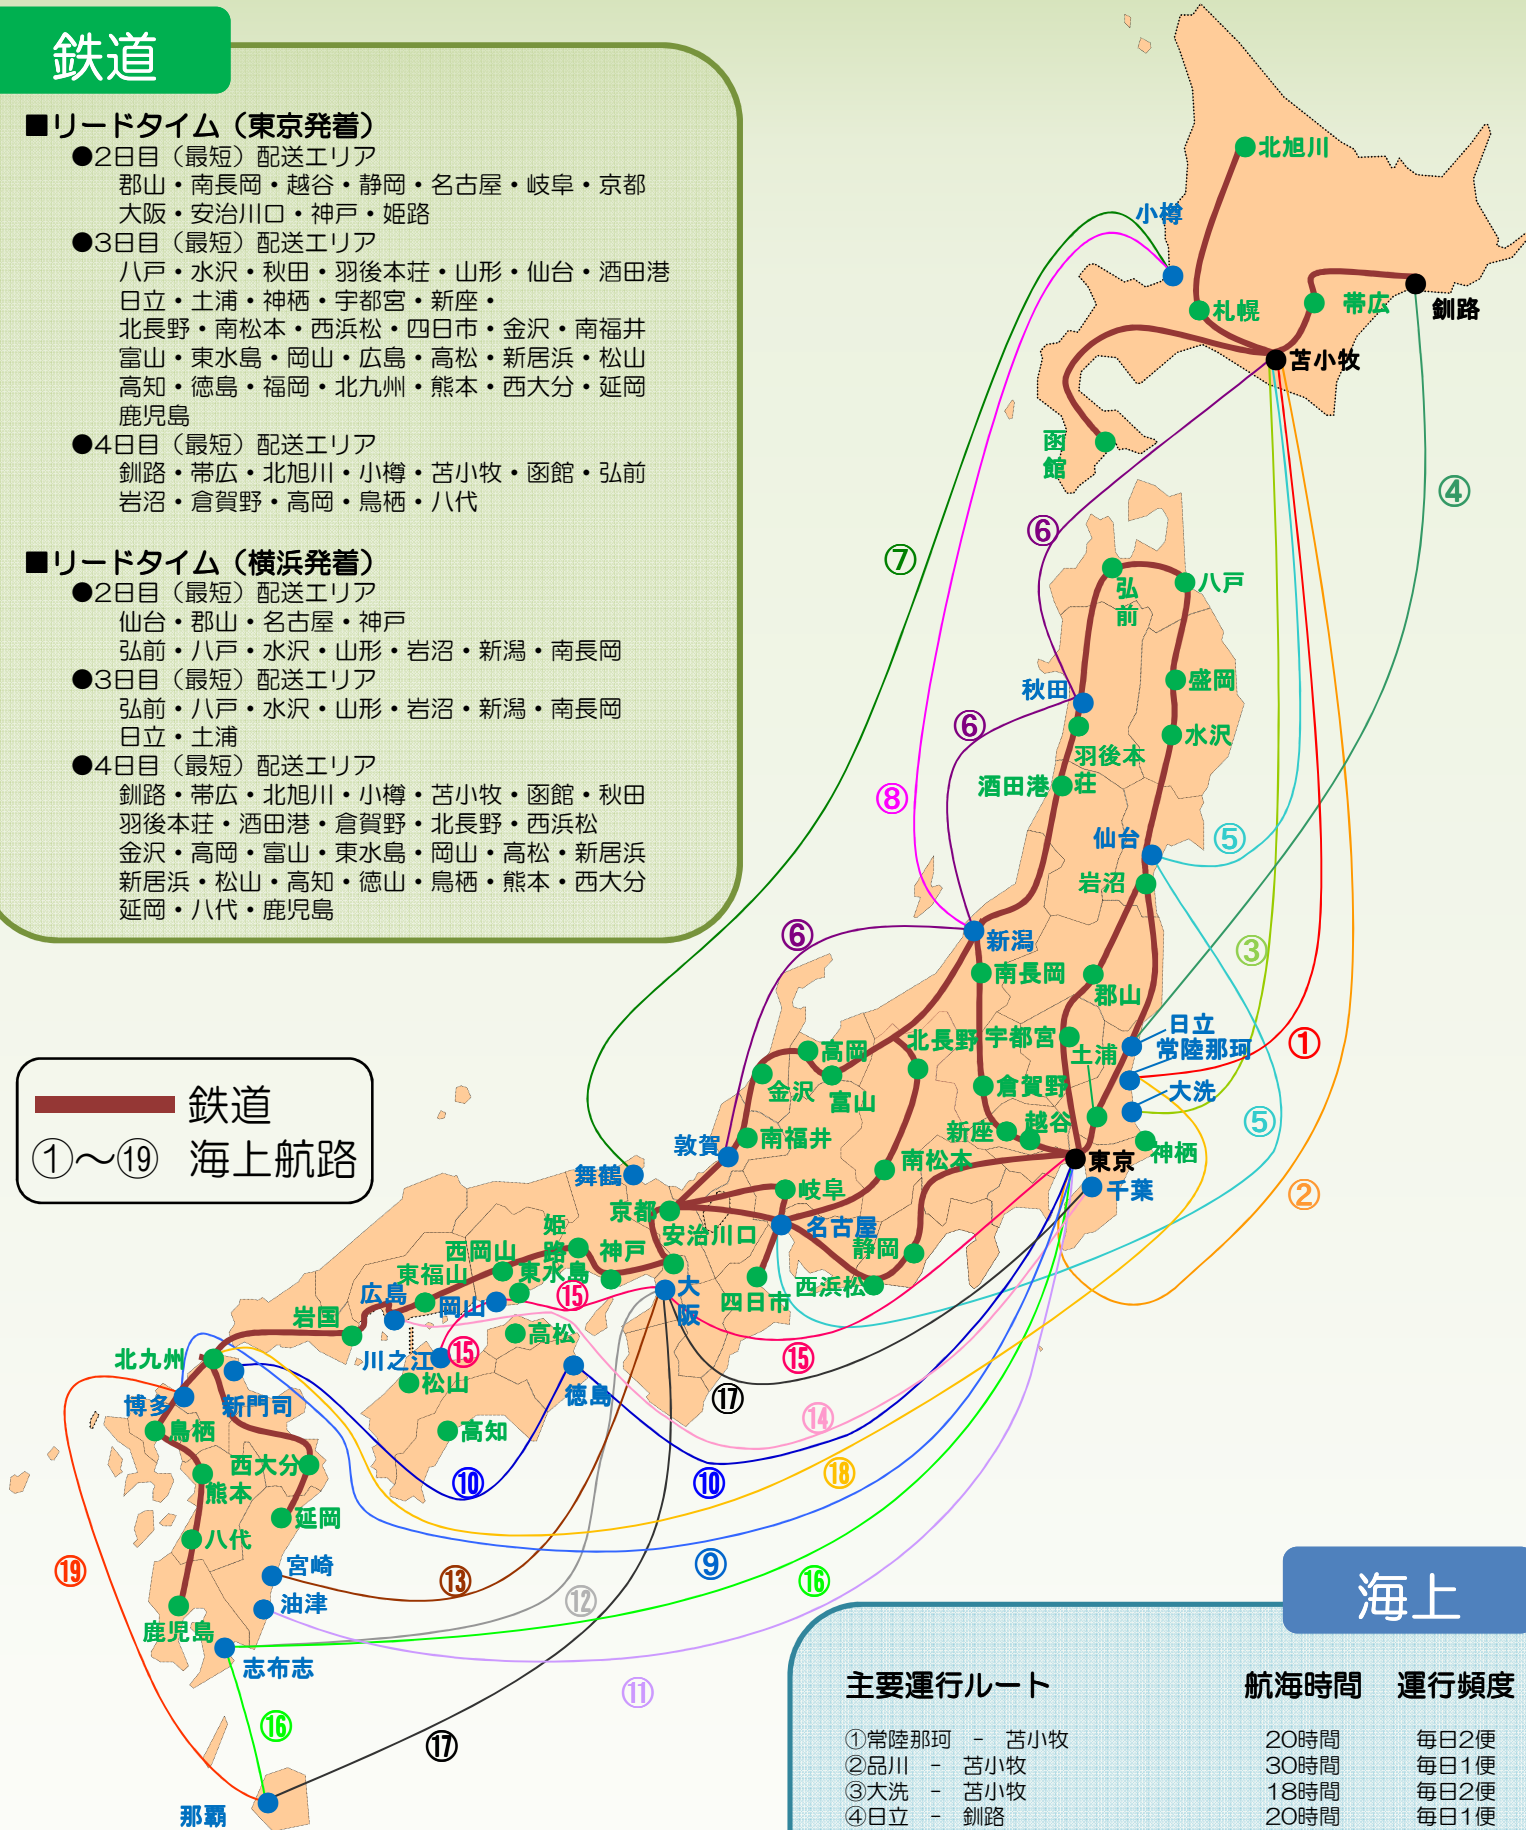 鉄道
■リードタイム（東京発着）
●2日目（最短）配送エリア
郡山・南長岡・越谷・静岡・名古屋・岐阜・京都
大阪・安治川口・神戸・姫路
●3日目（最短）配送エリア
八戸・水沢・秋田・羽後本荘・山形・仙台・酒田港
日立・土浦・神栖・宇都宮・新座・
北長野・南松本・西浜松・四日市・金沢・南福井
富山・東水島・岡山・広島・高松・新居浜・松山
高知・徳島・福岡・北九州・熊本・西大分・延岡
鹿児島
●4日目（最短）配送エリア
釧路・帯広・北旭川・小樽・苫小牧・函館・弘前
岩沼・倉賀野・高岡・鳥栖・八代
■リードタイム（横浜発着）
●2日目（最短）配送エリア
仙台・郡山・名古屋・神戸
弘前・八戸・水沢・山形・岩沼・新潟・南長岡
●3日目（最短）配送エリア
弘前・八戸・水沢・山形・岩沼・新潟・南長岡
日立・土浦
●4日目（最短）配送エリア
釧路・帯広・北旭川・小樽・苫小牧・函館・秋田
羽後本荘・酒田港・倉賀野・北長野・西浜松
金沢・高岡・富山・東水島・岡山・高松・新居浜
新居浜・松山・高知・徳山・鳥栖・熊本・西大分
延岡・八代・鹿児島
鉄道
①～⑲ 海上航路
北旭川
小樽
札幌
帯広
釧路
苫小牧
函
館
④
⑥
⑦
弘
前
八戸
盛岡
秋田
水沢
⑥
羽後本
荘
酒田港
⑧
仙台
⑤
岩沼
⑥
新潟
③
南長岡
郡山
日立
北長野
宇都宮
常陸那珂
①
高岡
土浦
大洗
金沢
富山
倉賀野
⑤
新座
越谷
南福井
敦賀
神栖
東京
南松本
舞鶴
岐阜
千葉
②
京都
姫
路
安治川口
名古屋
静岡
西岡山
神戸
東福山
東水島
西浜松
広島
岡山
⑮
大
阪
四日市
岩国
高松
川之江
⑮
⑮
北九州
松山
徳島
博多
新門司
⑰
⑭
鳥栖
高知
西大分
⑩
⑩
⑱
熊本
延岡
八代
宮崎
⑲
⑬
⑨
⑯
油津
⑫
鹿児島
志布志
⑪
⑯
⑰
那覇
海上
主要運行ルート 航海時間 運行頻度
①常陸那珂 － 苫小牧 20時間 毎日2便
②品川 － 苫小牧 30時間 毎日1便
③大洗 － 苫小牧 18時間 毎日2便
④日立 － 釧路 20時間 毎日1便